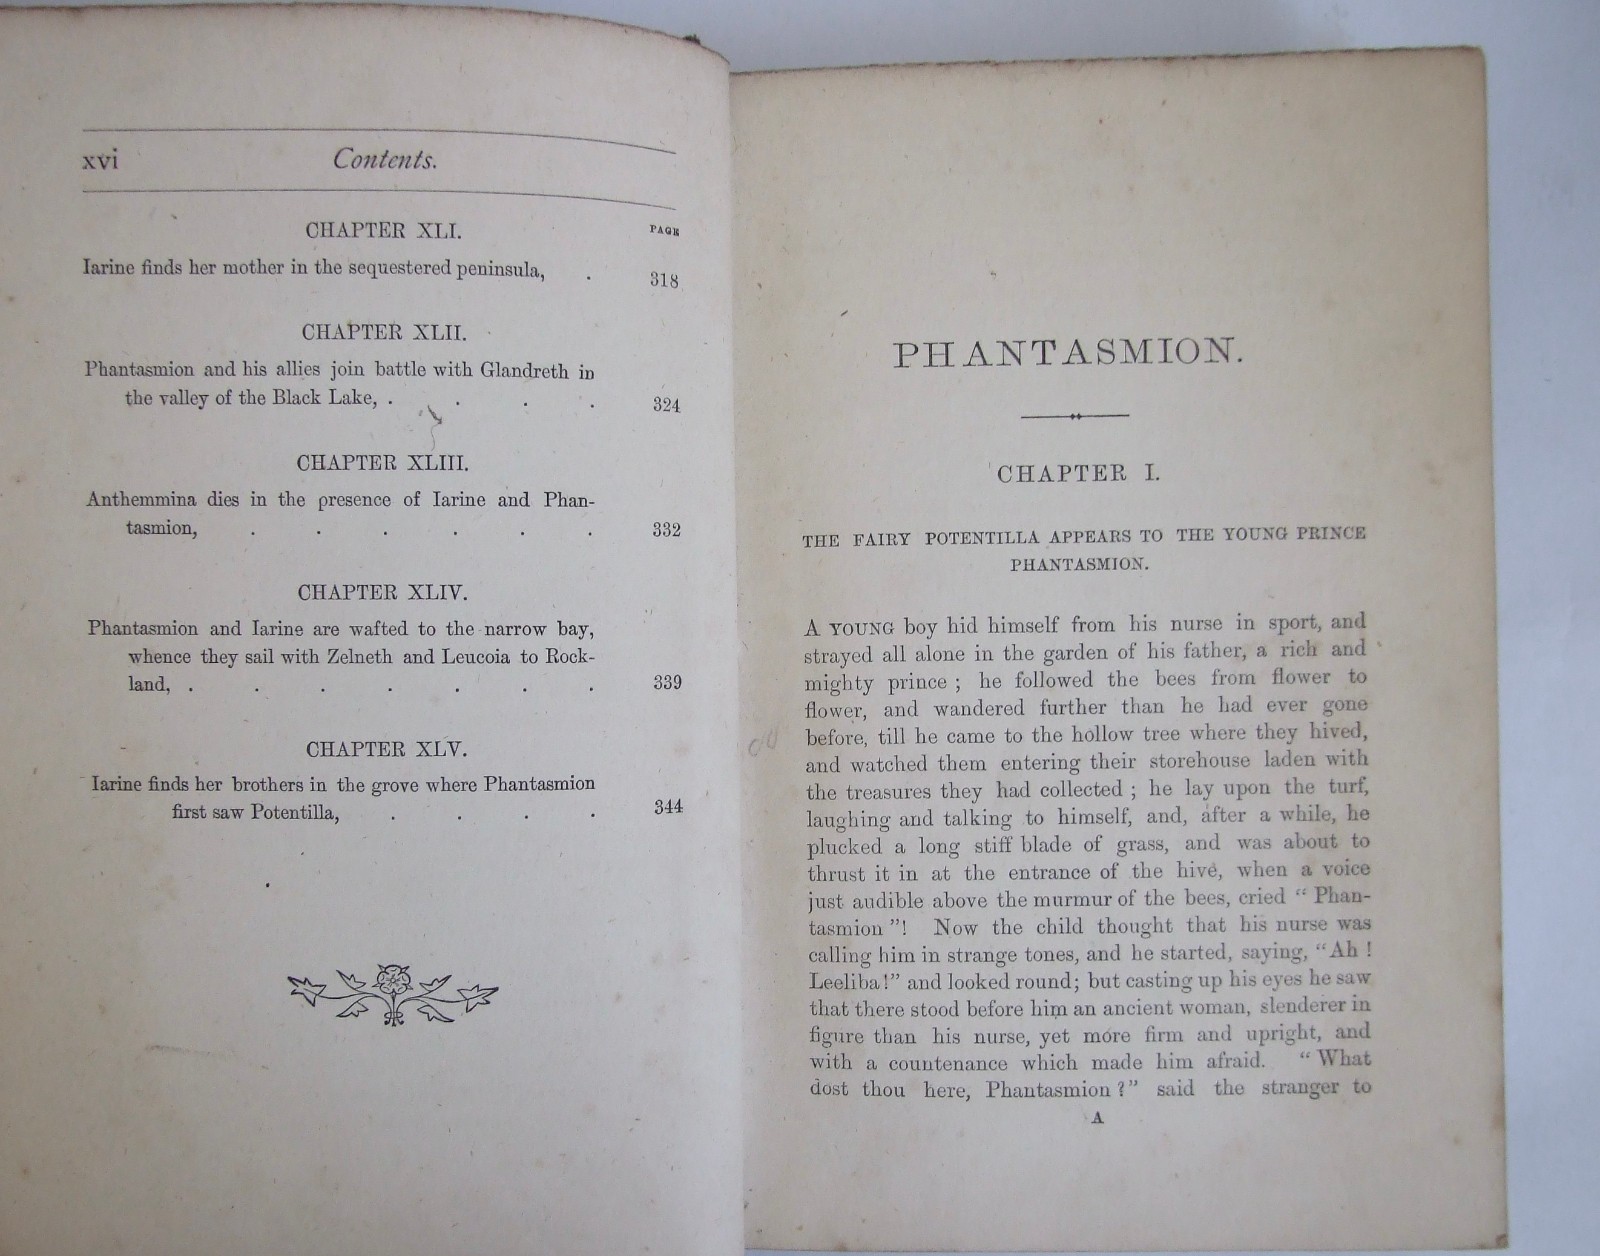 xvi Contents.
CHAPTER XLI. PAGE
Iarine finds her mother in the sequestered peninsula, . 318
CHAPTER XLII.
Phantasmion and his allies join battle with Glandreth in
the valley of the Black Lake, . . . . 324
CHAPTER XLIII.
Anthemmina dies in the presence of Iarine and Phan-
tasmion, . . . . . . 332
CHAPTER XLIV.
Phantasmion and Iarine are wafted to the narrow bay,
whence they sail with Zelneth and Leucoia to Rock-
land, . . . . . . . 339
CHAPTER XLV.
Iarine finds her brothers in the grove where Phantasmion
first saw Potentilla, . . . . 344
PHANTASMION.
CHAPTER I.
THE FAIRY POTENTILLA APPEARS TO THE YOUNG PRINCE
PHANTASMION.
A YOUNG boy hid himself from his nurse in sport, and
strayed all alone in the garden of his father, a rich and
mighty prince ; he followed the bees from flower to
flower, and wandered further than he had ever gone
before, till he came to the hollow tree where they hived,
and watched them entering their storehouse laden with
the treasures they had collected ; he lay upon the turf,
laughing and talking to himself, and, after a while, he
plucked a long stiff blade of grass, and was about to
thrust it in at the entrance of the hive, when a voice
just audible above the murmur of the bees, cried “ Phan-
tasmion ”! Now the child thought that his nurse was
calling him in strange tones, and he started, saying, “Ah !
Leeliba!” and looked round; but casting up his eyes he saw
that there stood before him an ancient woman, slenderer in
figure than his nurse, yet more firm and upright, and
with a countenance which made him afraid. “ What
dost thou here, Phantasmion ?” said the stranger to
A